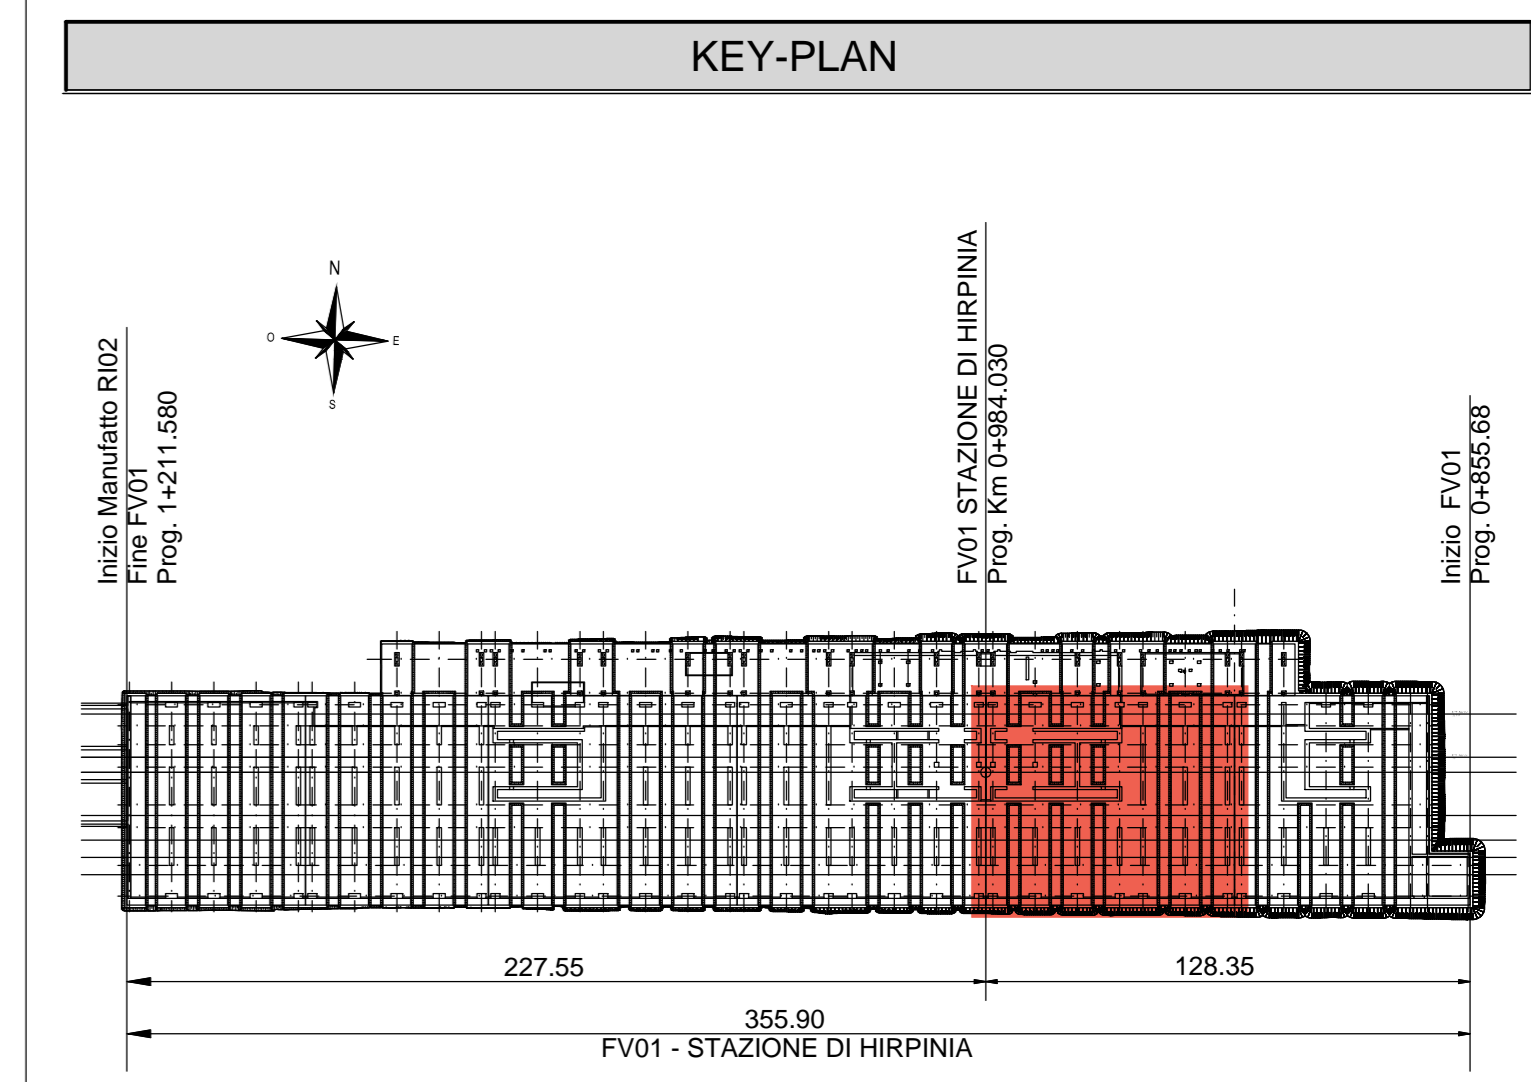 KEY-PLAN
N
O
E
S
Inizio Manufatto RI02
Fine FV01
Prog. 1+211.580
FV01 STAZIONE DI HIRPINIA
Prog. Km 0+984.030
Inizio FV01
Prog. 0+855.68
227.55
128.35
355.90
FV01 - STAZIONE DI HIRPINIA